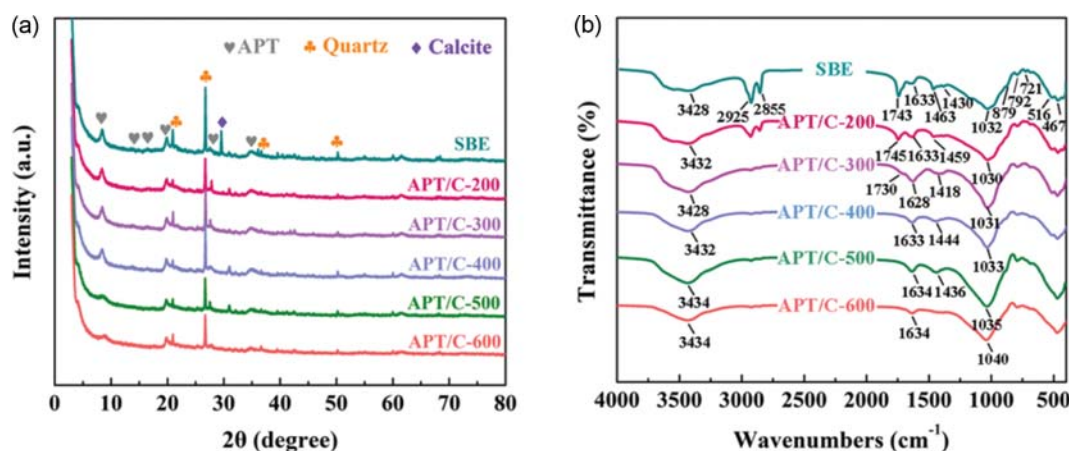 (a)
♥APT ♣Quartz ♦Calcite
SBE
APT/C-200
APT/C-300
APT/C-400
APT/C-500
APT/C-600
Intensity (a.u.)
0 10 20 30 40 50 60 70 80
2θ (degree)
(b)
SBE
3428 2925 2855 1743 1633 1463 1430 1032 879 792 721 516 467
APT/C-200
3432 1745 1633 1459 1030
APT/C-300
3428 1730 1628 1418 1031
APT/C-400
3432 1633 1444 1033
APT/C-500
3434 1634 1436 1035
APT/C-600
3434 1634 1040
Transmittance (%)
4000 3500 3000 2500 2000 1500 1000 500
Wavenumbers (cm⁻¹)